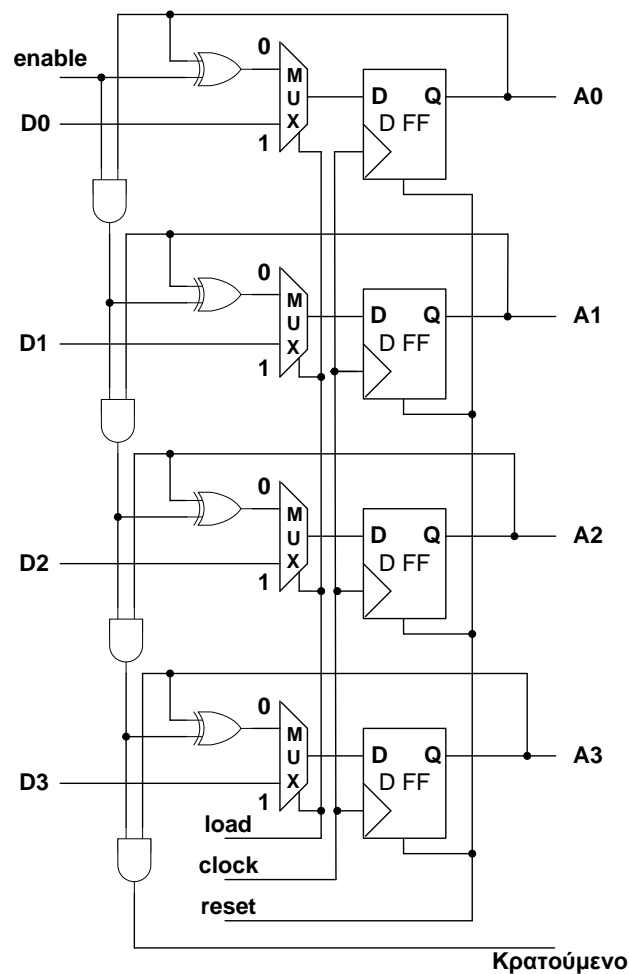 0
enable
M
U
X
D Q
D FF
A0
D0
1
0
M
U
X
D Q
D FF
A1
D1
1
0
M
U
X
D Q
D FF
A2
D2
1
0
M
U
X
D Q
D FF
A3
D3
1
load
clock
reset
Κρατούμενο